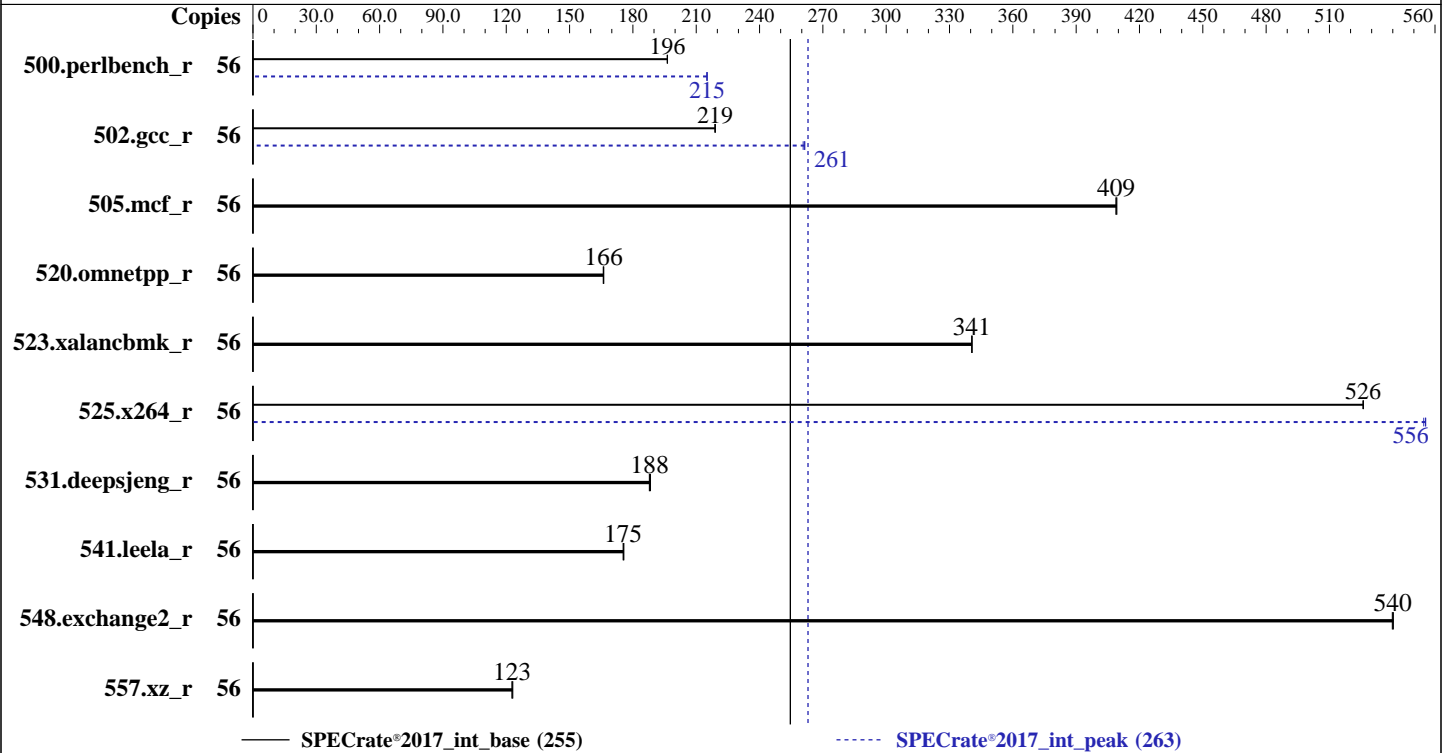 Copies 0 30.0 60.0 90.0 120 150 180 210 240 270 300 330 360 390 420 450 480 510 560
500.perlbench_r 56 196
215
502.gcc_r 56 219
261
505.mcf_r 56 409
520.omnetpp_r 56 166
523.xalancbmk_r 56 341
525.x264_r 56 526
556
531.deepsjeng_r 56 188
541.leela_r 56 175
548.exchange2_r 56 540
557.xz_r 56 123
SPECrate®2017_int_base (255) SPECrate®2017_int_peak (263)